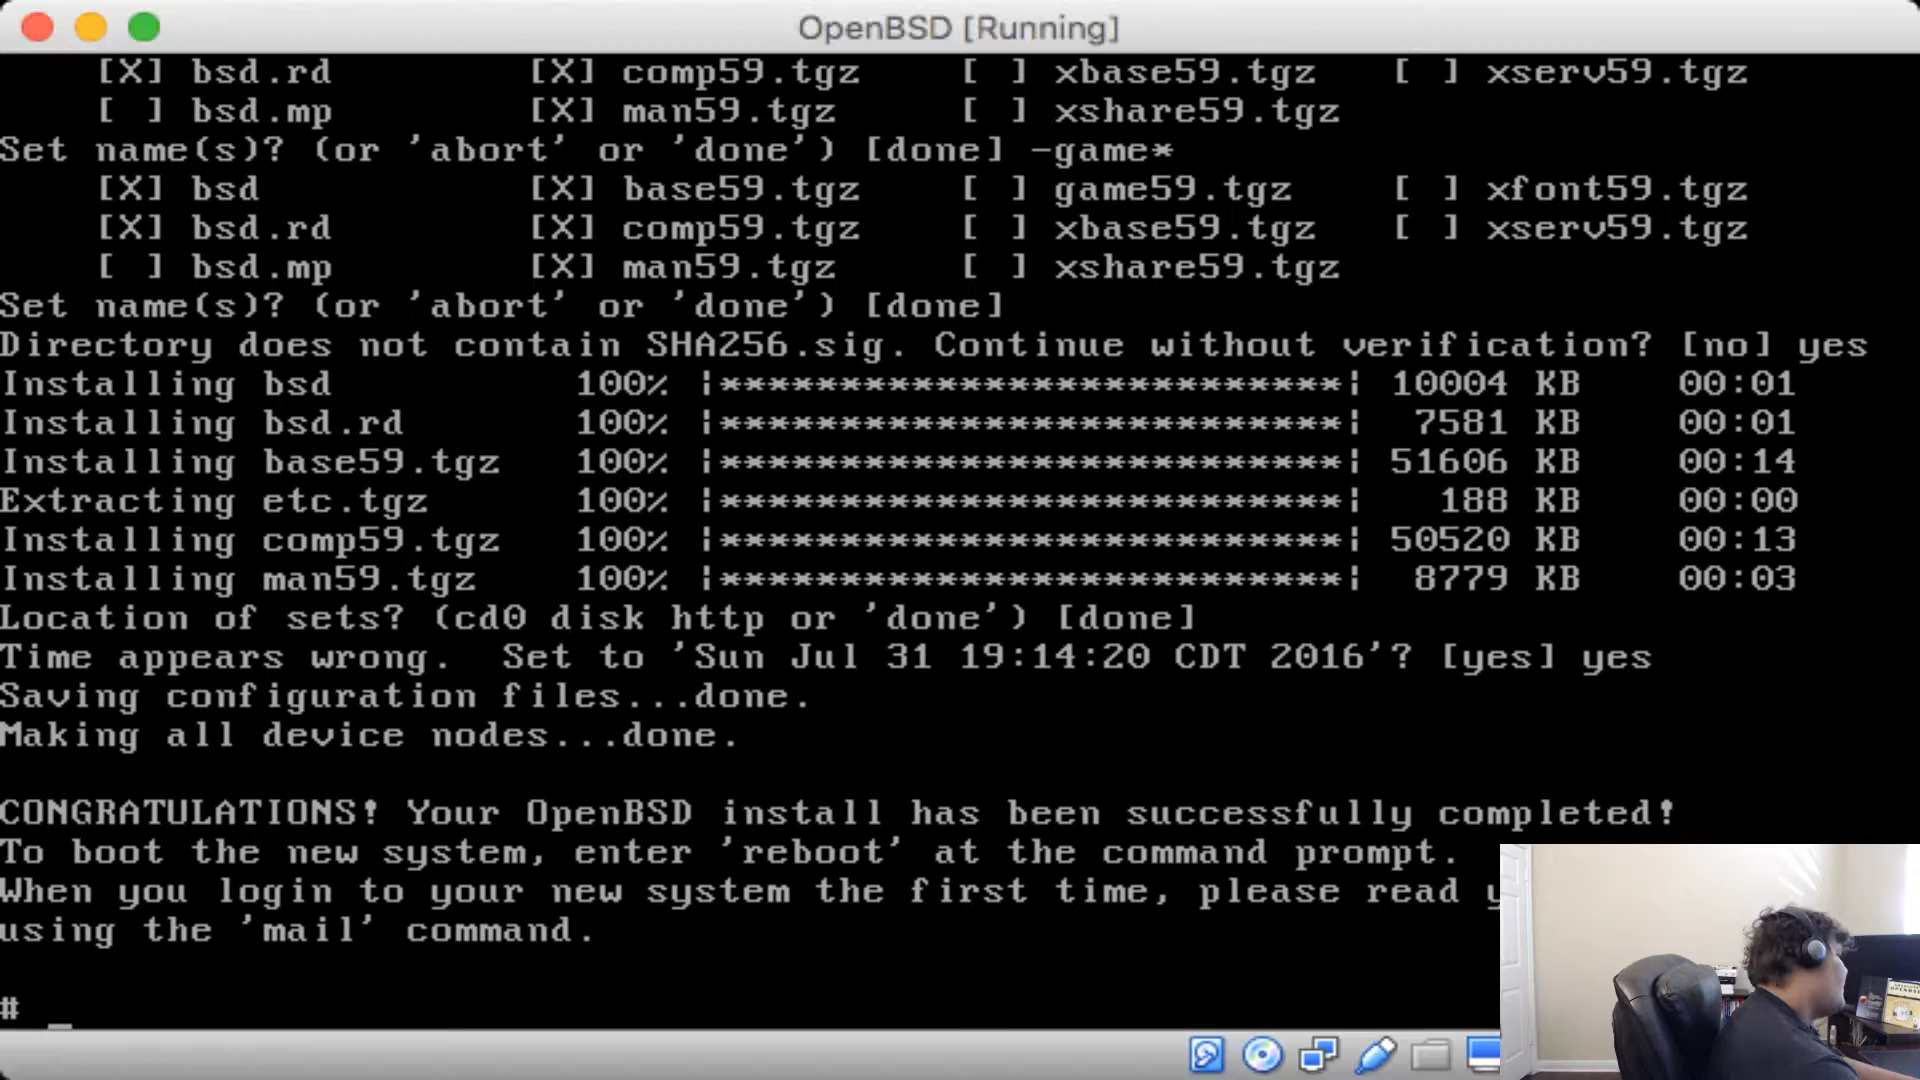 OpenBSD [Running]
[X] bsd.rd [X] comp59.tgz [ ] xbase59.tgz [ ] xserv59.tgz
[ ] bsd.mp [X] man59.tgz [ ] xshare59.tgz
Set name(s)? (or 'abort' or 'done') [done] -game*
[X] bsd [X] base59.tgz [ ] game59.tgz [ ] xfont59.tgz
[X] bsd.rd [X] comp59.tgz [ ] xbase59.tgz [ ] xserv59.tgz
[ ] bsd.mp [X] man59.tgz [ ] xshare59.tgz
Set name(s)? (or 'abort' or 'done') [done]
Directory does not contain SHA256.sig. Continue without verification? [no] yes
Installing bsd 100% |**************************| 10004 KB 00:01
Installing bsd.rd 100% |**************************| 7581 KB 00:01
Installing base59.tgz 100% |**************************| 51606 KB 00:14
Extracting etc.tgz 100% |**************************| 188 KB 00:00
Installing comp59.tgz 100% |**************************| 50520 KB 00:13
Installing man59.tgz 100% |**************************| 8779 KB 00:03
Location of sets? (cd0 disk http or 'done') [done]
Time appears wrong. Set to 'Sun Jul 31 19:14:20 CDT 2016'? [yes] yes
Saving configuration files...done.
Making all device nodes...done.
CONGRATULATIONS! Your OpenBSD install has been successfully completed!
To boot the new system, enter 'reboot' at the command prompt.
When you login to your new system the first time, please read
using the 'mail' command.
#